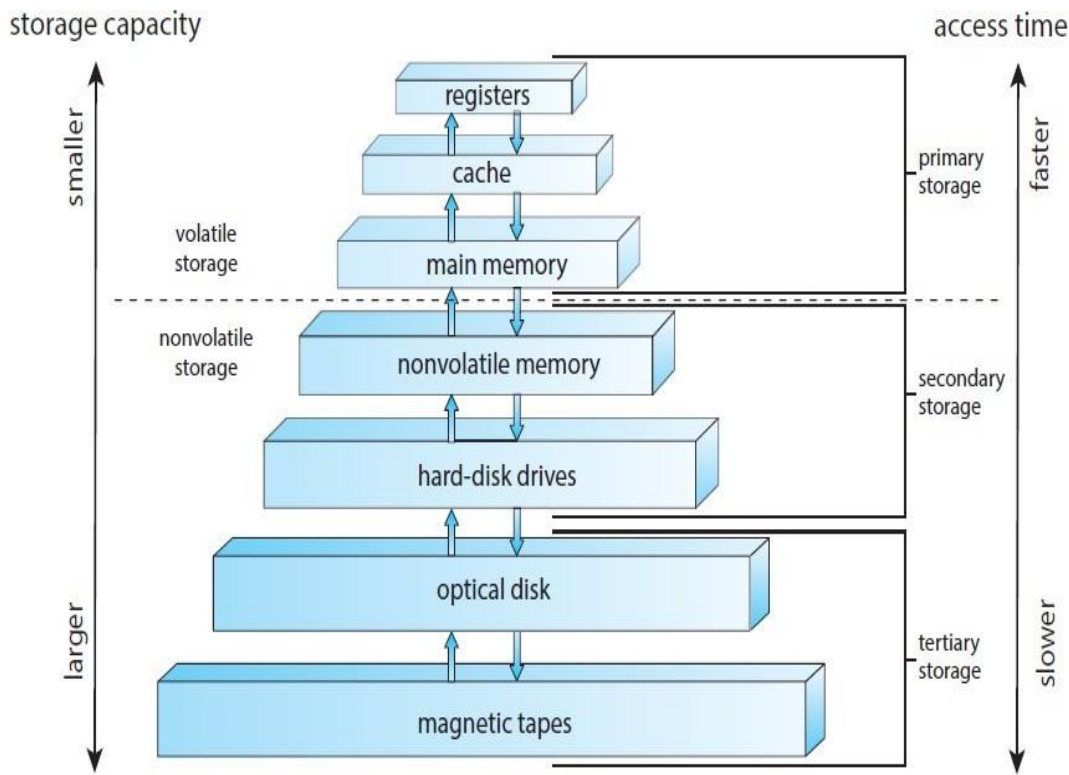 storage capacity
access time
smaller
larger
faster
slower
registers
cache
main memory
volatile
storage
nonvolatile
storage
nonvolatile memory
hard-disk drives
optical disk
magnetic tapes
primary
storage
secondary
storage
tertiary
storage